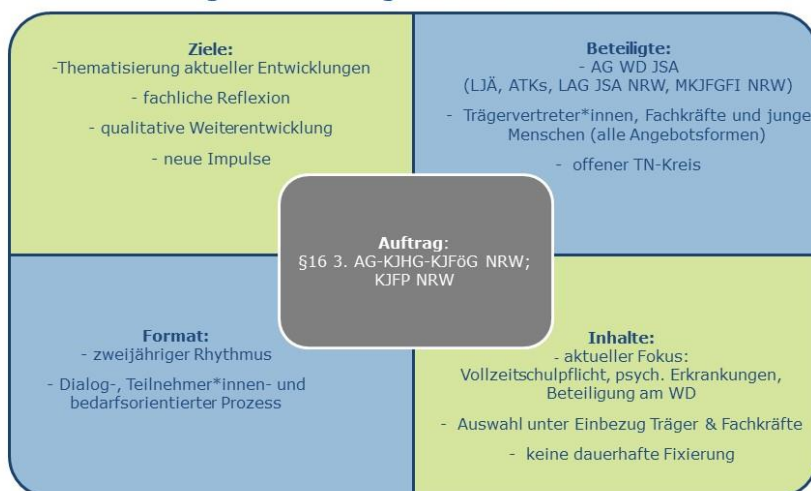 Ziele:
-Thematisierung aktueller Entwicklungen
- fachliche Reflexion
- qualitative Weiterentwicklung
- neue Impulse
Beteiligte:
- AG WD JSA
(LJÄ, ATKs, LAG JSA NRW, MKJFGFI NRW)
- Trägervertreter*innen, Fachkräfte und junge
Menschen (alle Angebotsformen)
- offener TN-Kreis
Auftrag:
§16 3. AG-KJHG-KJFöG NRW;
KJFP NRW
Format:
- zweijähriger Rhythmus
- Dialog-, Teilnehmer*innen- und
bedarfsorientierter Prozess
Inhalte:
- aktueller Fokus:
Vollzeitschulpflicht, psych. Erkrankungen,
Beteiligung am WD
- Auswahl unter Einbezug Träger & Fachkräfte
- keine dauerhafte Fixierung